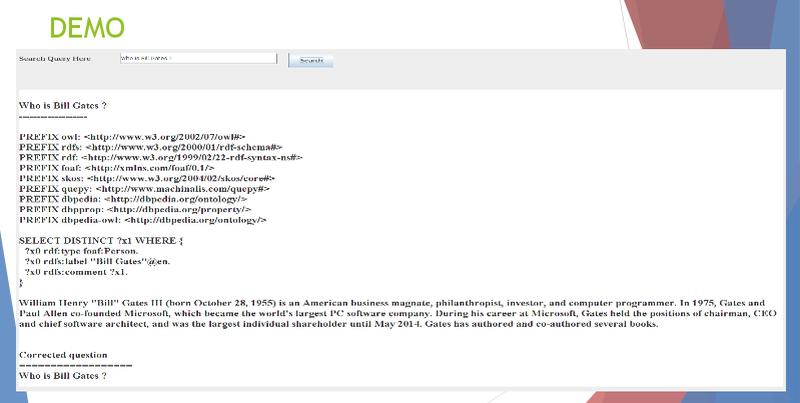 DEMO
Search Query Here
who is Bill Gates ?
Search
Who is Bill Gates ?
--------------------
PREFIX owl: <http://www.w3.org/2002/07/owl#>
PREFIX rdfs: <http://www.w3.org/2000/01/rdf-schema#>
PREFIX rdf: <http://www.w3.org/1999/02/22-rdf-syntax-ns#>
PREFIX foaf: <http://xmlns.com/foaf/0.1/>
PREFIX skos: <http://www.w3.org/2004/02/skos/core#>
PREFIX quepy: <http://www.machinalis.com/quepy#>
PREFIX dbpedia: <http://dbpedia.org/ontology/>
PREFIX dbpprop: <http://dbpedia.org/property/>
PREFIX dbpedia-owl: <http://dbpedia.org/ontology/>
SELECT DISTINCT ?x1 WHERE {
?x0 rdf:type foaf:Person.
?x0 rdfs:label "Bill Gates"@en.
?x0 rdfs:comment ?x1.
}
William Henry "Bill" Gates III (born October 28, 1955) is an American business magnate, philanthropist, investor, and computer programmer. In 1975, Gates and
Paul Allen co-founded Microsoft, which became the world's largest PC software company. During his career at Microsoft, Gates held the positions of chairman, CEO
and chief software architect, and was the largest individual shareholder until May 2014. Gates has authored and co-authored several books.
Corrected question
====================
Who is Bill Gates ?